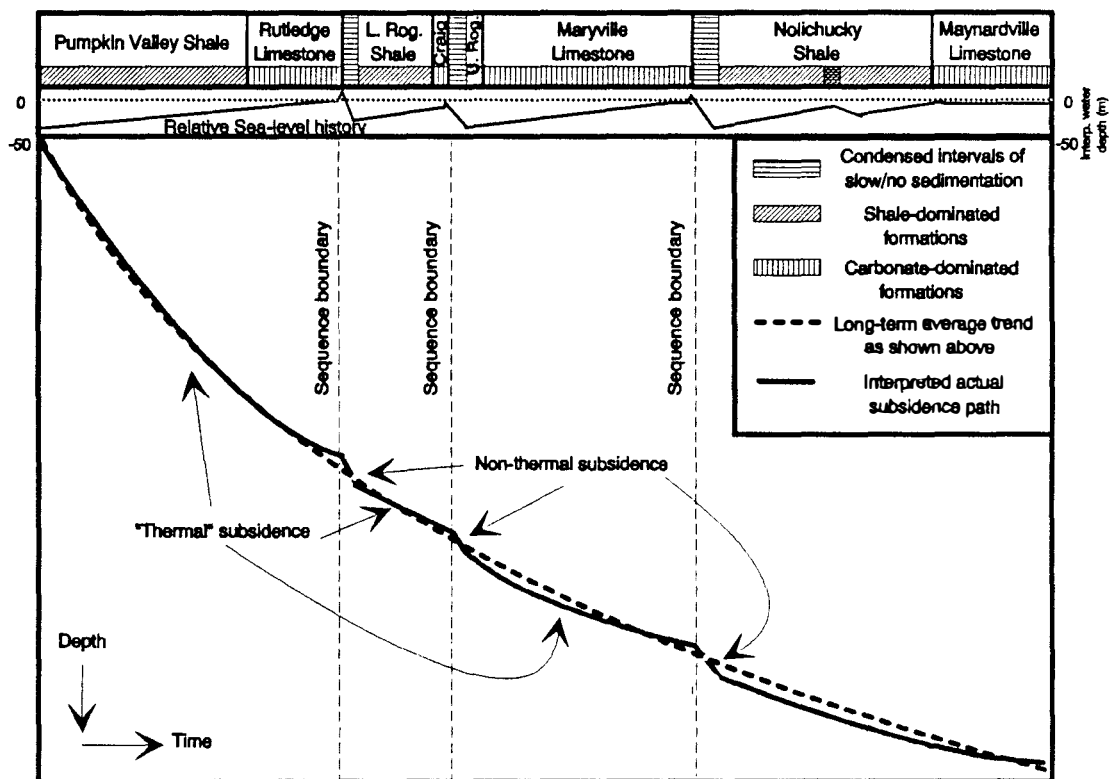 Pumpkin Valley Shale
Rutledge
Limestone
L. Rog.
Shale
Craig
U. Rog.
Maryville
Limestone
Nolichucky
Shale
Maynardville
Limestone
0
0
Relative Sea-level history
-50
-50
Interp. water
depth (m)
Condensed intervals of
slow/no sedimentation
Shale-dominated
formations
Carbonate-dominated
formations
Long-term average trend
as shown above
Interpreted actual
subsidence path
Sequence boundary
Sequence boundary
Sequence boundary
Non-thermal subsidence
"Thermal" subsidence
Depth
Time